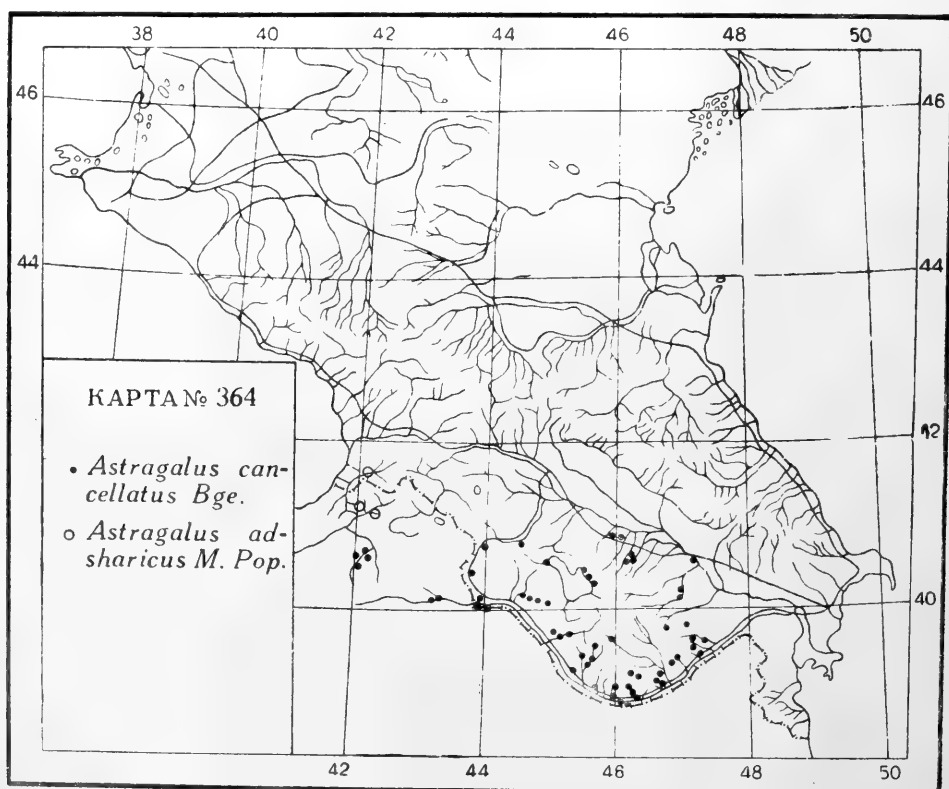 38 40 42 44 46 48 50
46 46
44 44
42
40 40
КАРТА № 364
• Astragalus can-
cellatus Bge.
○ Astragalus ad-
sharicus M. Pop.
42 44 46 48 50